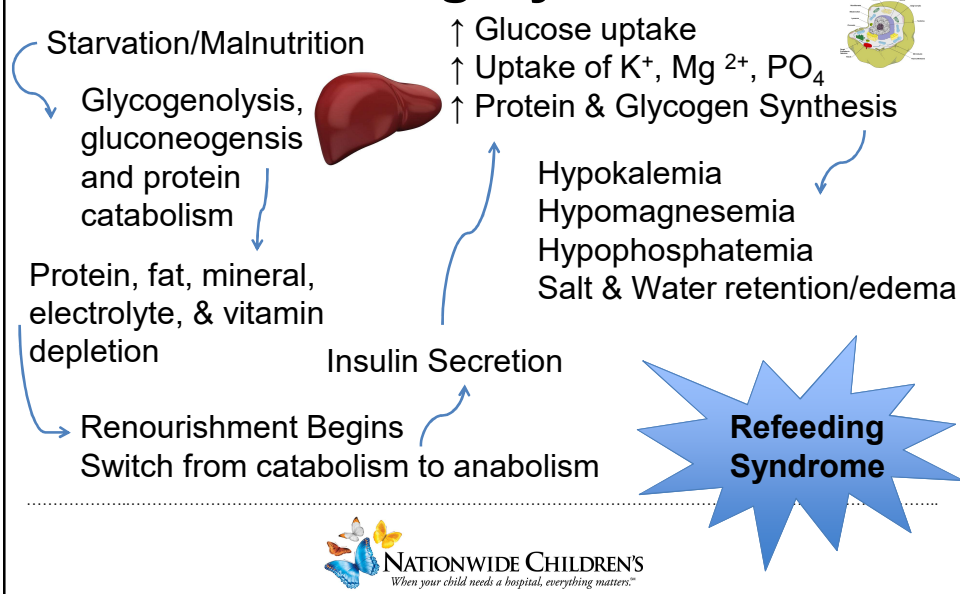 Starvation/Malnutrition
Glycogenolysis,
gluconeogensis
and protein
catabolism
Protein, fat, mineral,
electrolyte, & vitamin
depletion
Renourishment Begins
Switch from catabolism to anabolism
Insulin Secretion
↑ Glucose uptake
↑ Uptake of K⁺, Mg ²⁺, PO₄
↑ Protein & Glycogen Synthesis
Hypokalemia
Hypomagnesemia
Hypophosphatemia
Salt & Water retention/edema
Refeeding
Syndrome
NATIONWIDE CHILDREN'S
When your child needs a hospital, everything matters.℠